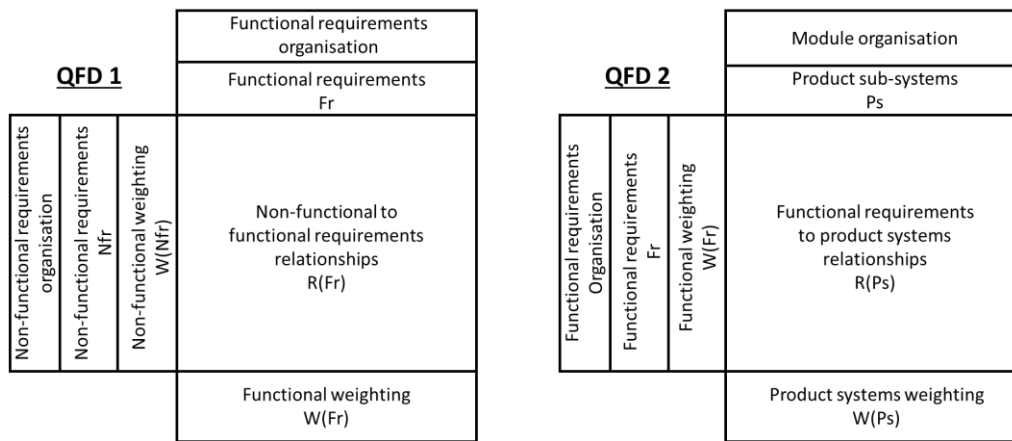 QFD 1
Functional requirements
organisation
Functional requirements
Fr
Non-functional requirements
organisation
Non-functional requirements
Nfr
Non-functional weighting
W(Nfr)
Non-functional to
functional requirements
relationships
R(Fr)
Functional weighting
W(Fr)
QFD 2
Module organisation
Product sub-systems
Ps
Functional requirements
Organisation
Functional requirements
Fr
Functional weighting
W(Fr)
Functional requirements
to product systems
relationships
R(Ps)
Product systems weighting
W(Ps)